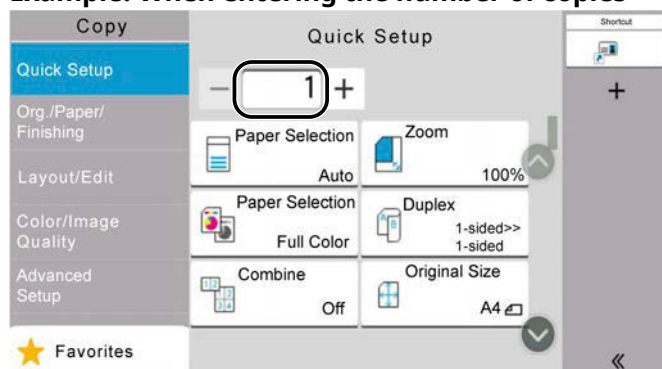 Example: When entering the number of copies
Copy
Quick Setup
Shortcut
Quick Setup
Org./Paper/
Finishing
Layout/Edit
Color/Image
Quality
Advanced
Setup
Favorites
− 1 +
Paper Selection
Auto
Zoom
100%
Paper Selection
Full Color
Duplex
1-sided>>
1-sided
Combine
Off
Original Size
A4
+
«